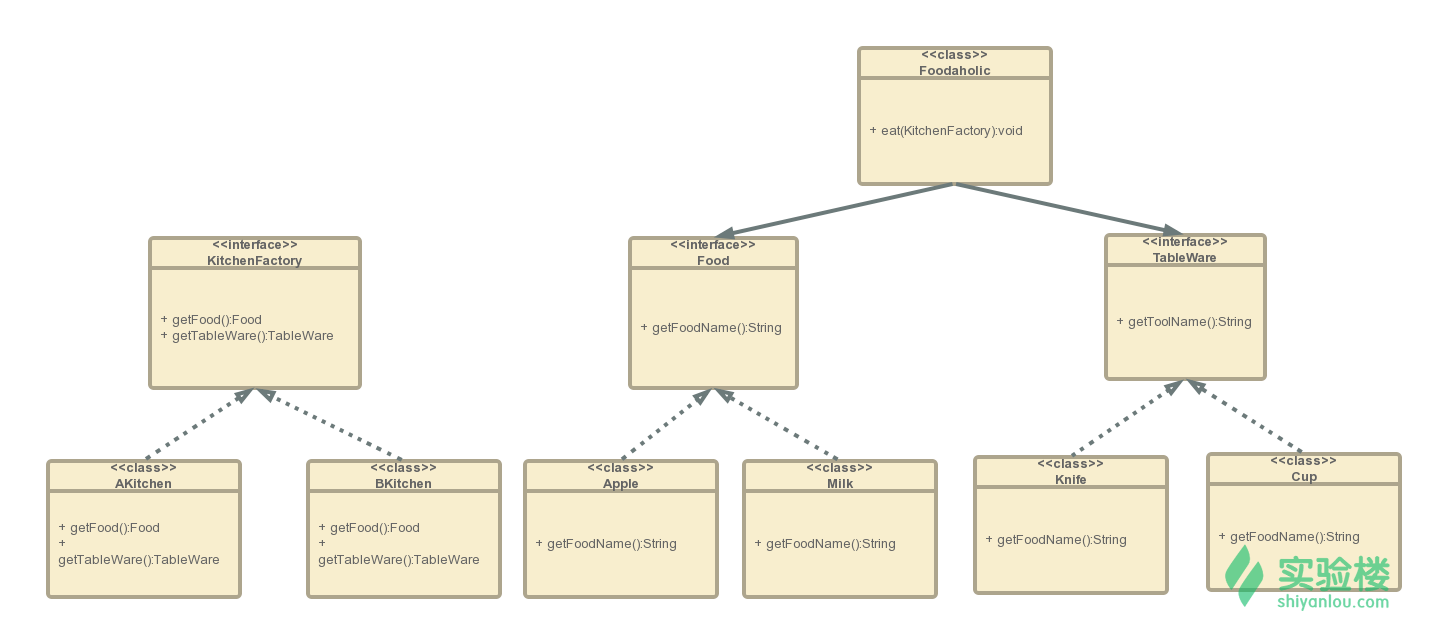 <<class>>
Foodaholic
+ eat(KitchenFactory):void
<<interface>>
KitchenFactory
+ getFood():Food
+ getTableWare():TableWare
<<interface>>
Food
+ getFoodName():String
<<interface>>
TableWare
+ getToolName():String
<<class>>
AKitchen
+ getFood():Food
+
getTableWare():TableWare
<<class>>
BKitchen
+ getFood():Food
+
getTableWare():TableWare
<<class>>
Apple
+ getFoodName():String
<<class>>
Milk
+ getFoodName():String
<<class>>
Knife
+ getFoodName():String
<<class>>
Cup
+ getFoodName():String
实验楼
shiyanlou.com